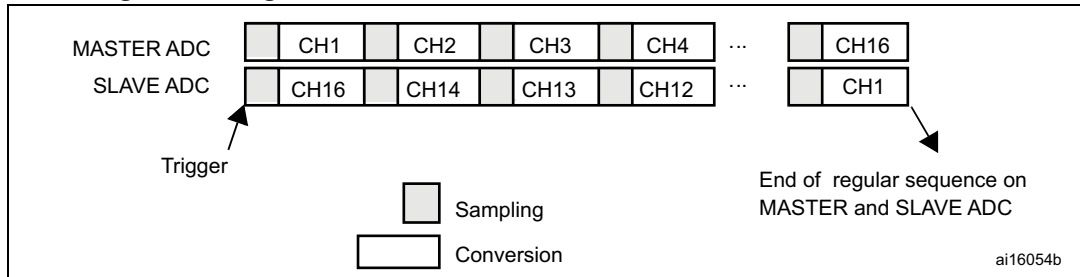 MASTER ADC CH1 CH2 CH3 CH4 ... CH16
SLAVE ADC CH16 CH14 CH13 CH12 ... CH1
Trigger
End of regular sequence on
MASTER and SLAVE ADC
Sampling
Conversion
ai16054b